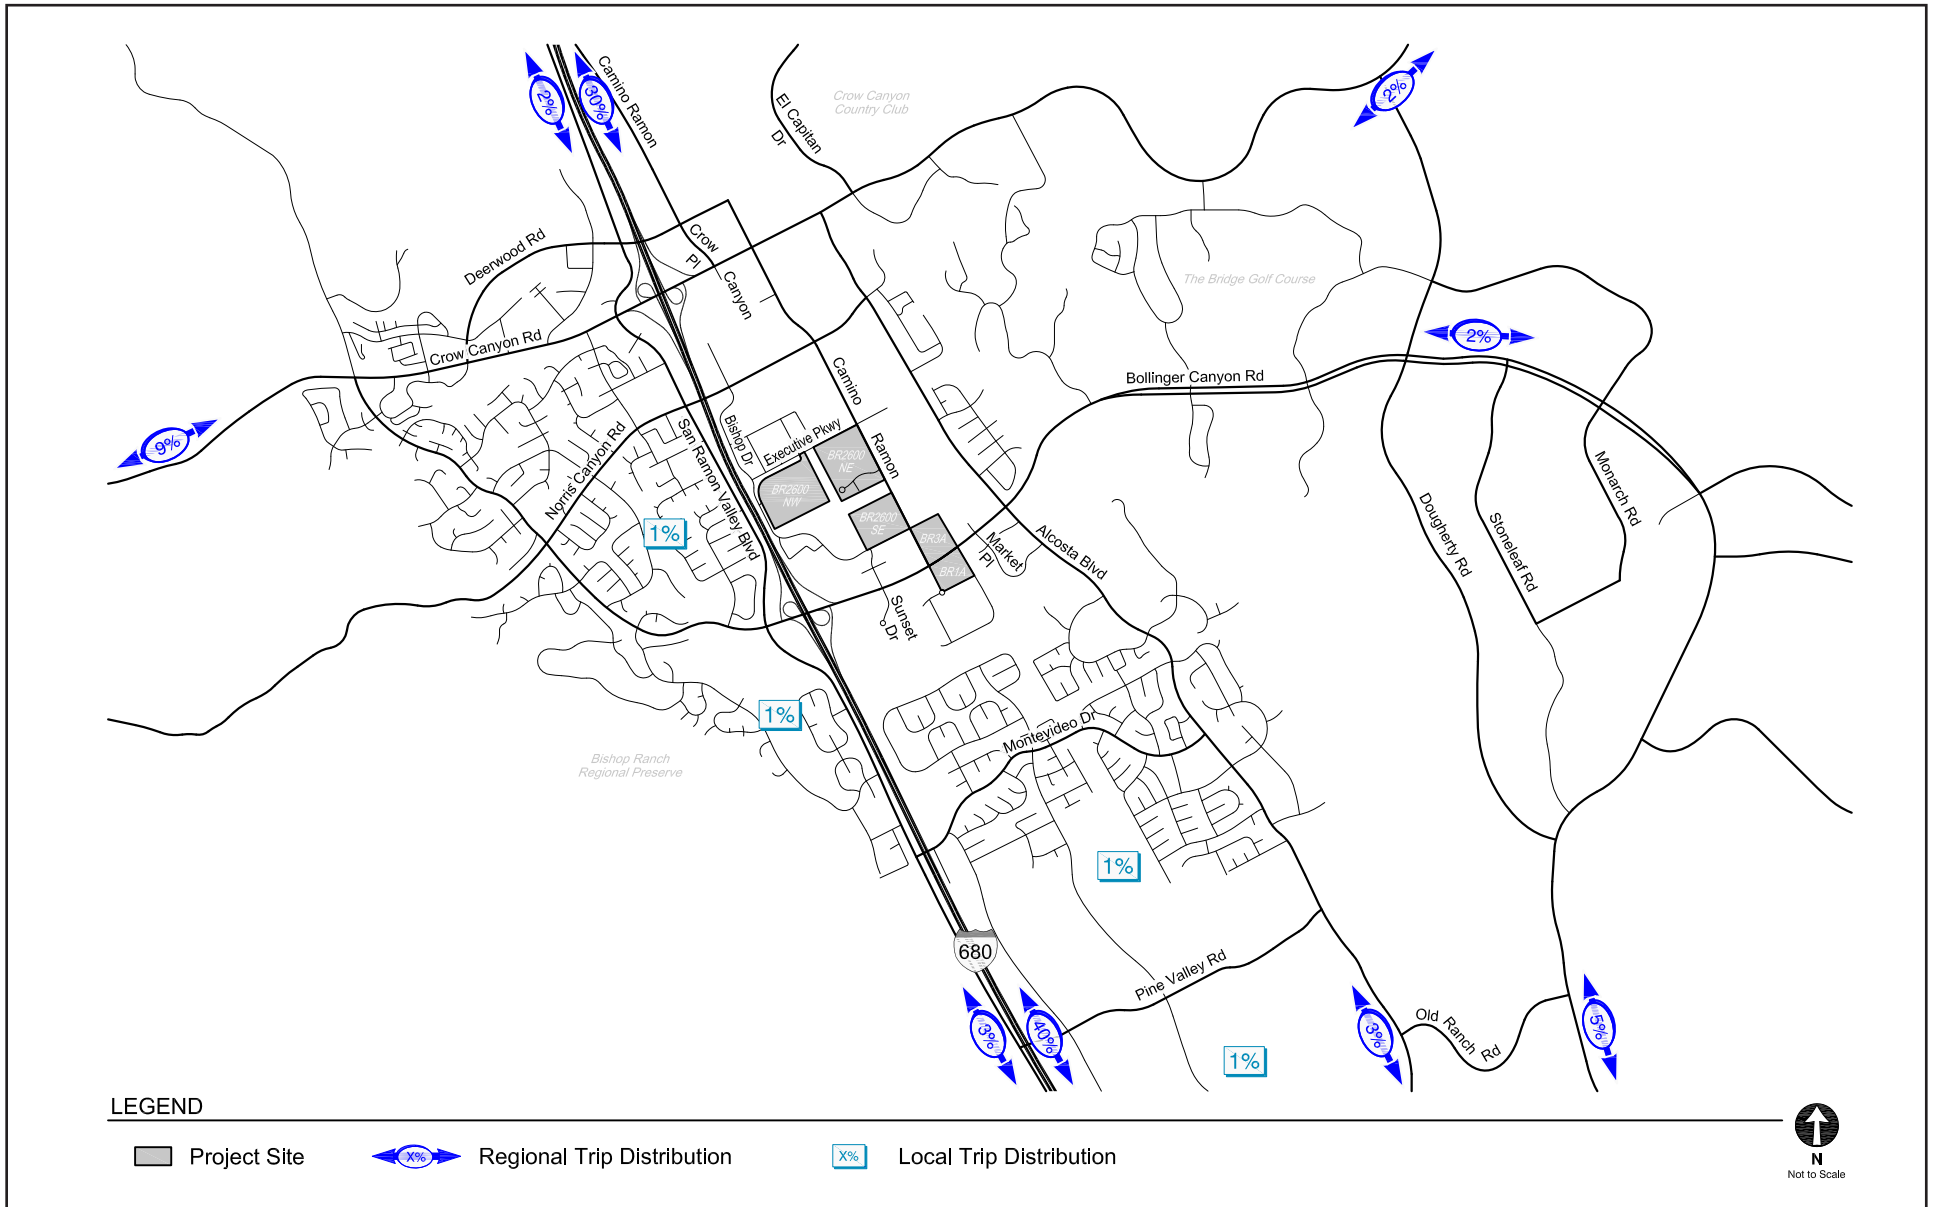 2%
30%
Camino Ramon
El Capitan
Dr
Crow Canyon
Country Club
2%
Deerwood Rd
Crow
Pl
Canyon
The Bridge Golf Course
Crow Canyon Rd
2%
Camino
Ramon
Bollinger Canyon Rd
9%
Norris Canyon Rd
San Ramon Valley Blvd
Bishop Dr
Executive Pkwy
BR2600
NE
BR2600
NW
BR2600
SE
BR3A
BR1A
Market
Pl
Alcosta Blvd
Dougherty Rd
Stoneleaf Rd
Monarch Rd
1%
Sunset
Dr
1%
Montevideo Dr
Bishop Ranch
Regional Preserve
1%
680
Pine Valley Rd
3%
40%
1%
3%
Old Ranch Rd
5%
LEGEND
Project Site
X%
Regional Trip Distribution
X%
Local Trip Distribution
N
Not to Scale